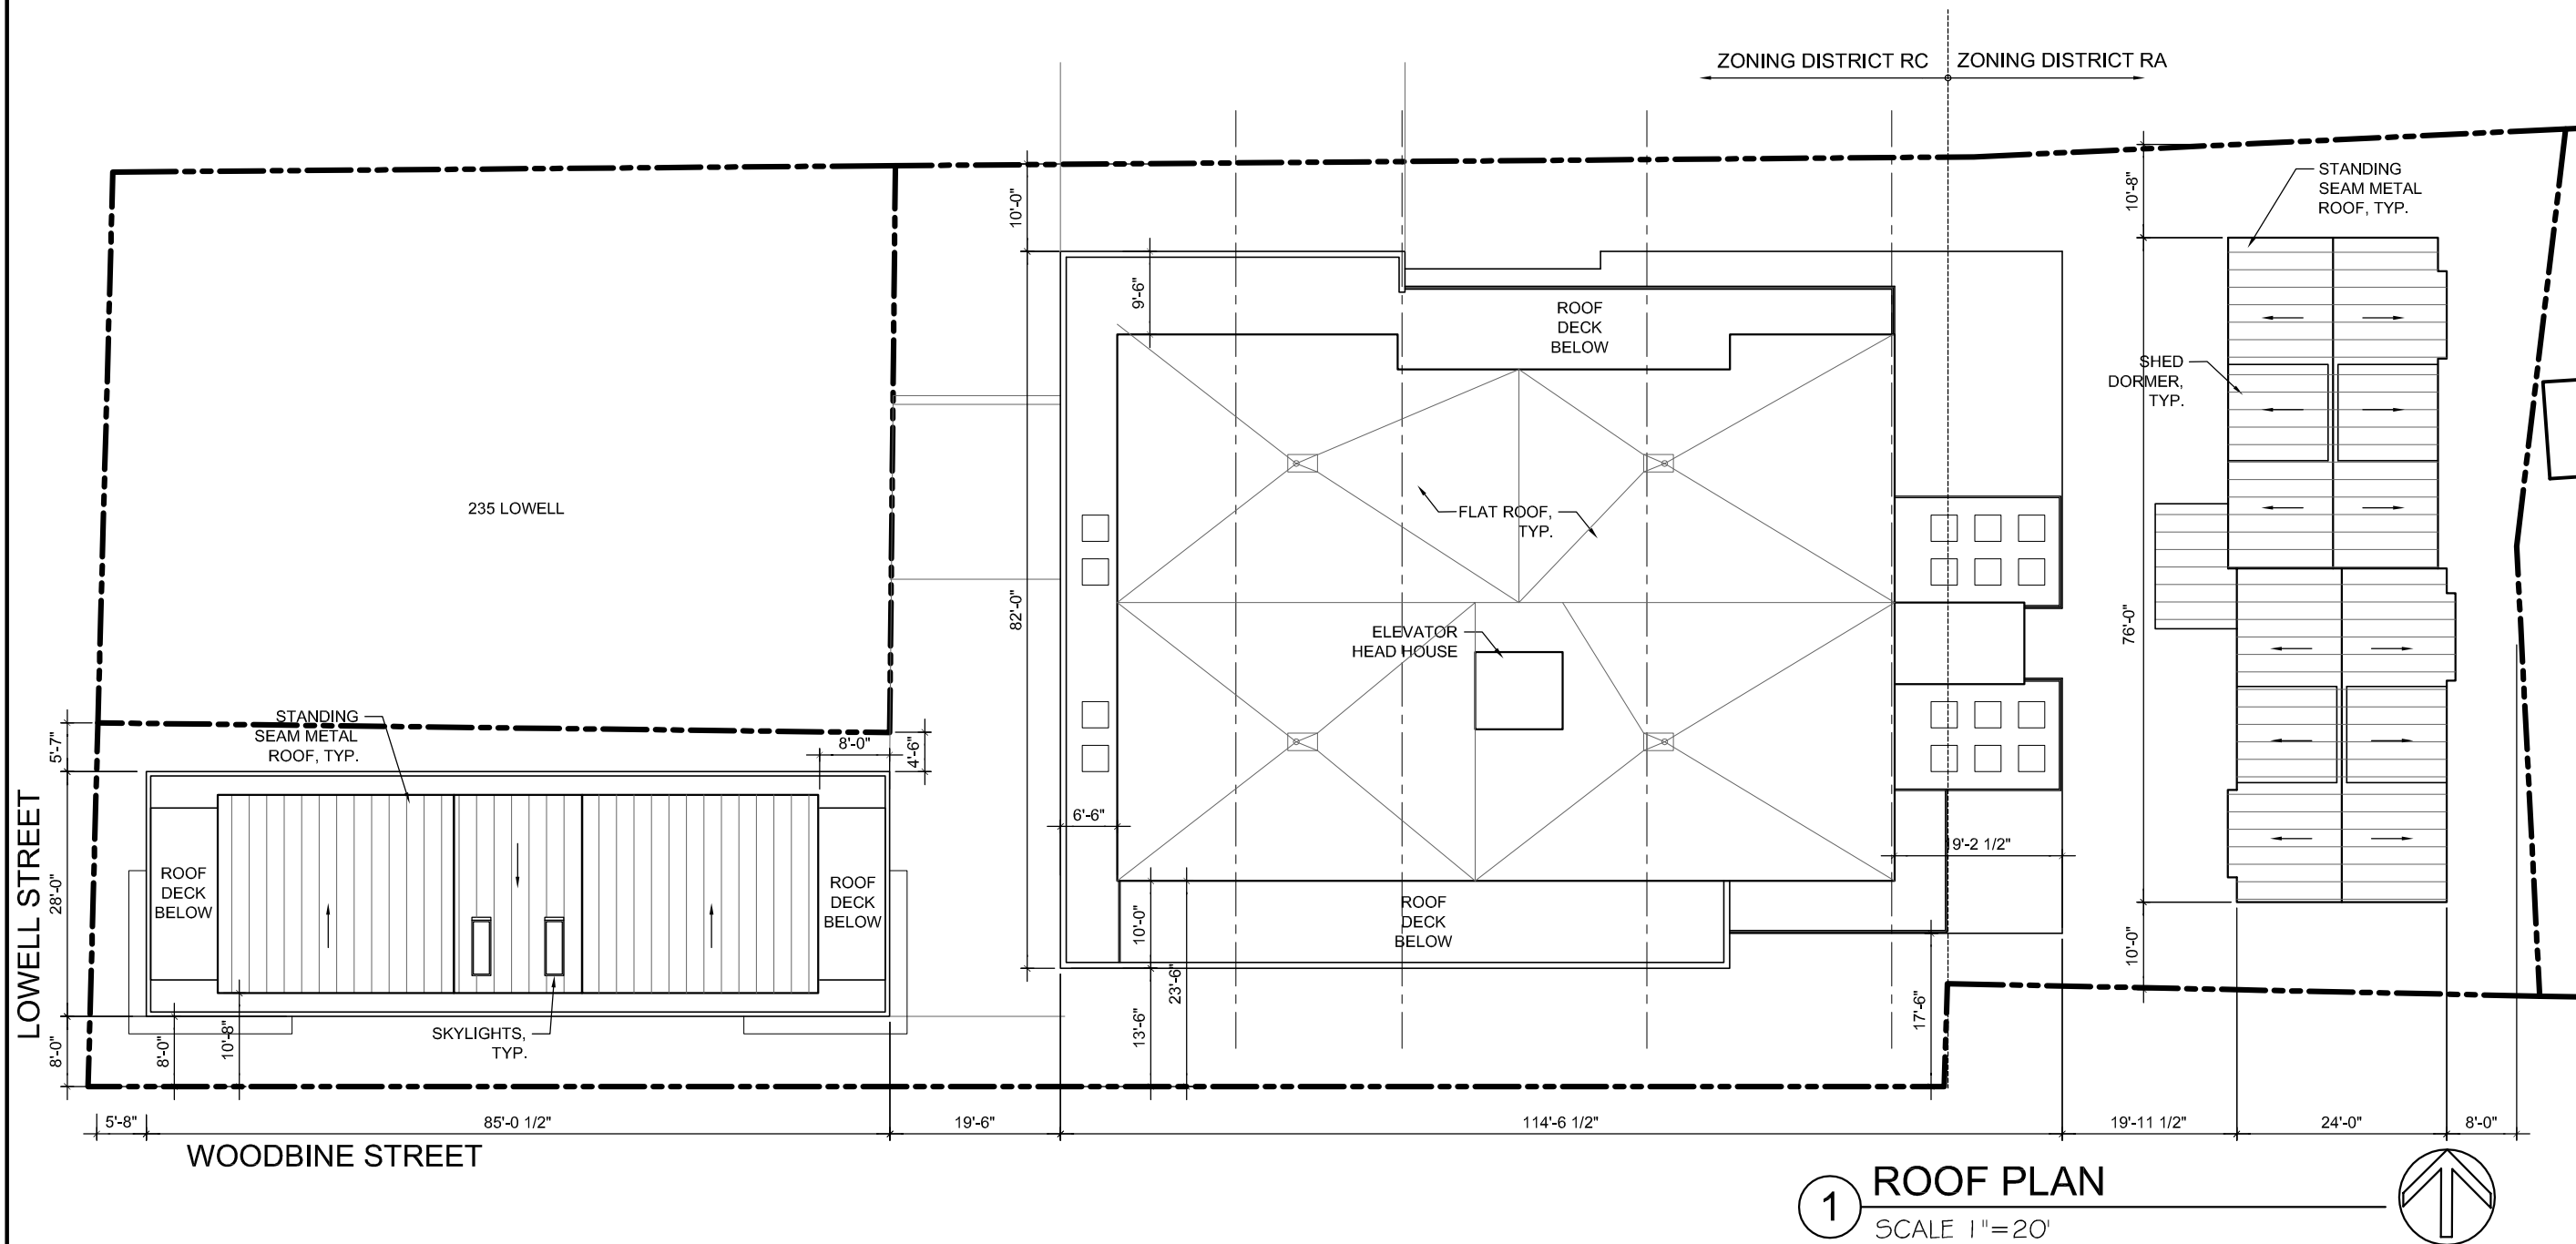 ZONING DISTRICT RC
ZONING DISTRICT RA
10'-0"
10'-8"
STANDING
SEAM METAL
ROOF, TYP.
9'-6"
ROOF
DECK
BELOW
SHED
DORMER,
TYP.
235 LOWELL
FLAT ROOF,
TYP.
82'-0"
76'-0"
ELEVATOR
HEAD HOUSE
STANDING
SEAM METAL
ROOF, TYP.
5'-7"
8'-0"
4'-6"
6'-6"
9'-2 1/2"
LOWELL STREET
28'-0"
ROOF
DECK
BELOW
ROOF
DECK
BELOW
10'-0"
ROOF
DECK
BELOW
10'-0"
23'-6"
13'-6"
17'-6"
8'-0"
8'-0"
10'-8"
SKYLIGHTS,
TYP.
5'-8"
85'-0 1/2"
19'-6"
114'-6 1/2"
19'-11 1/2"
24'-0"
8'-0"
WOODBINE STREET
1
ROOF PLAN
SCALE 1"=20'